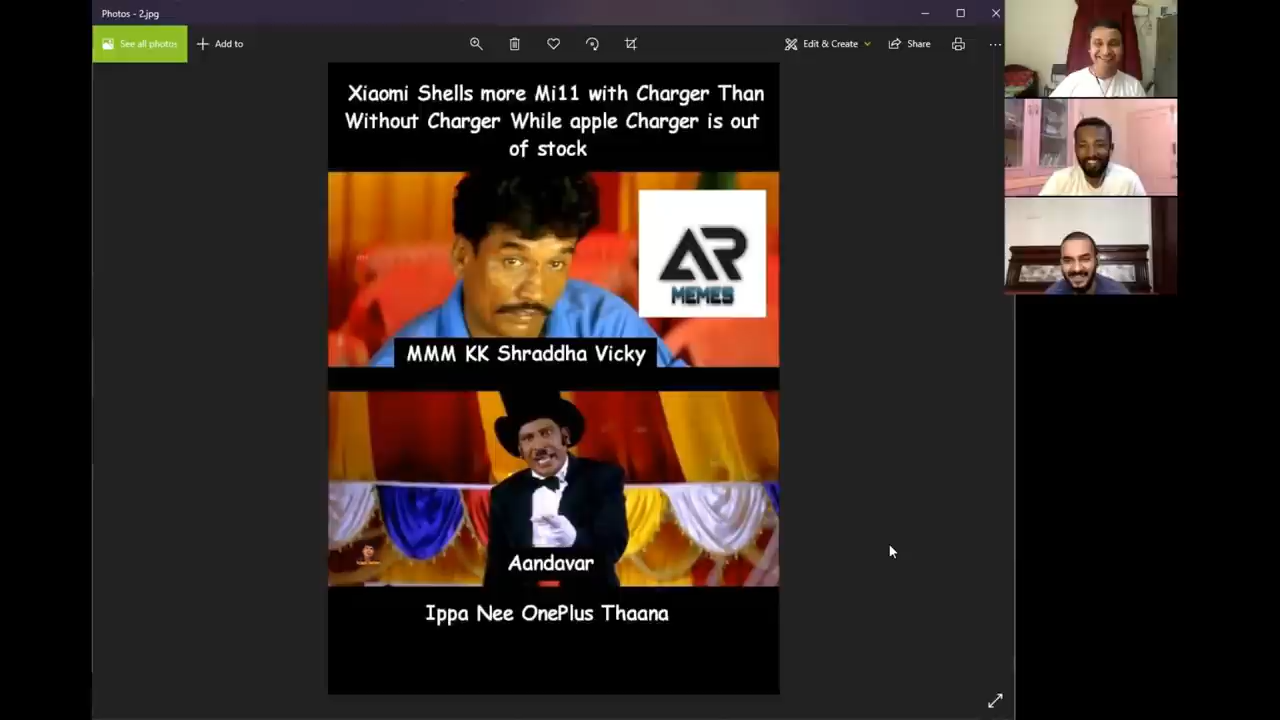 Photos - 2.jpg
See all photos
Add to
Edit & Create
Share
Xiaomi Shells more Mi11 with Charger Than
Without Charger While apple Charger is out
of stock
AR
MEMES
MMM KK Shraddha Vicky
Aandavar
Ippa Nee OnePlus Thaana